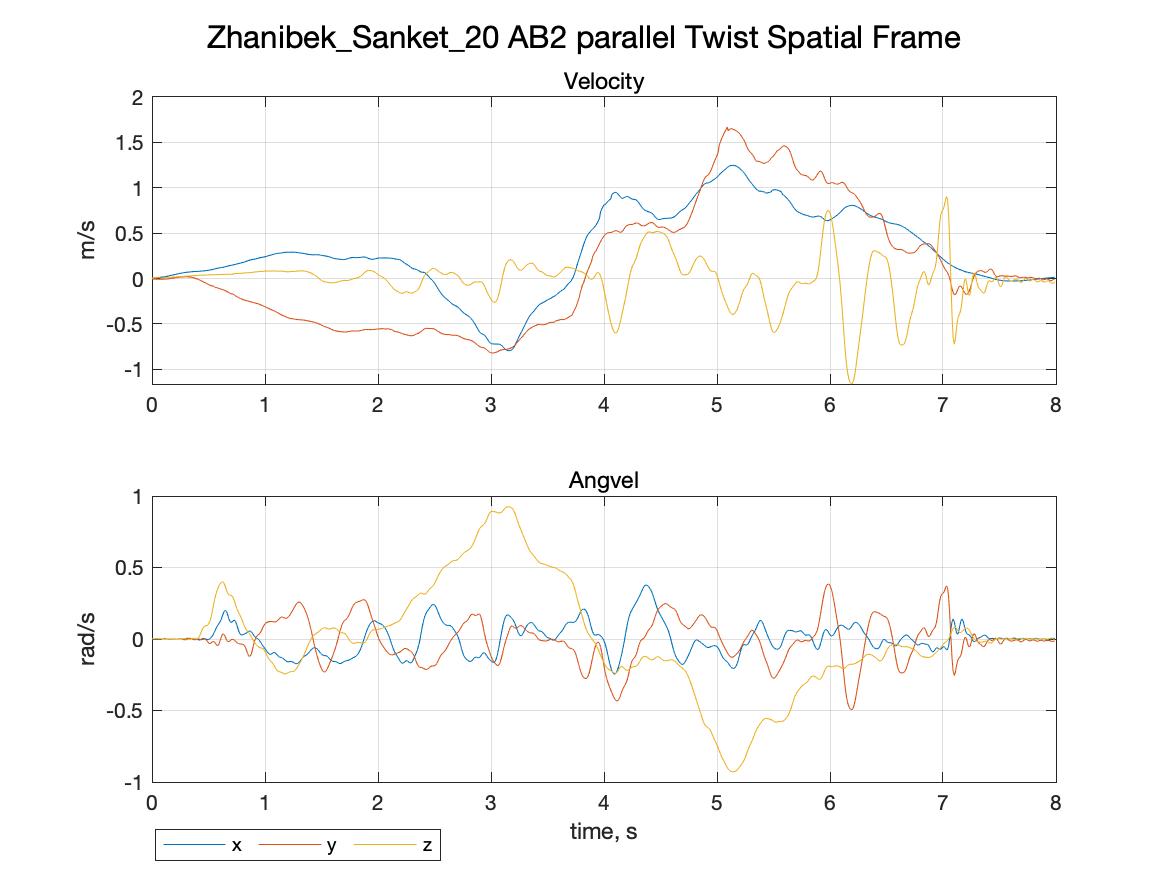 Zhanibek_Sanket_20 AB2 parallel Twist Spatial Frame
Velocity
2
1.5
1
0.5
0
-0.5
-1
m/s
0 1 2 3 4 5 6 7 8
Angvel
1
0.5
0
-0.5
-1
rad/s
0 1 2 3 4 5 6 7 8
time, s
x y z